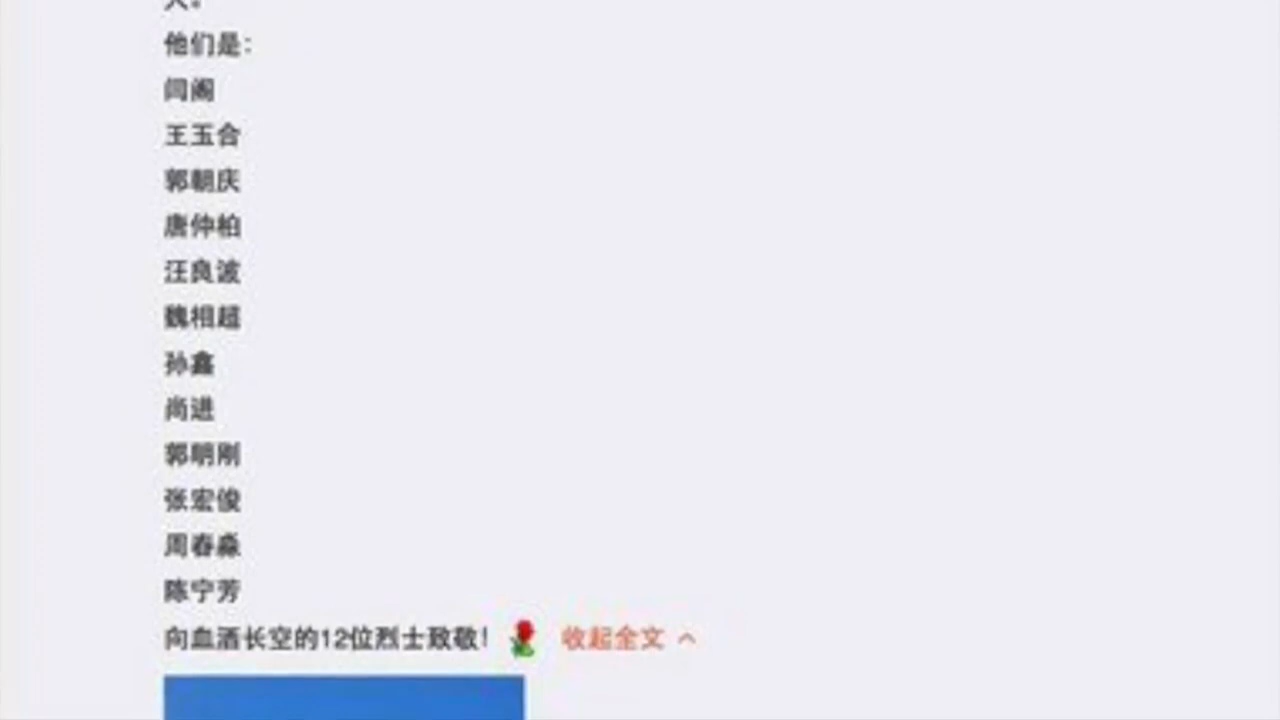 人。
他们是:
闫阁
王玉合
郭朝庆
唐仲柏
汪良波
魏相超
孙鑫
尚进
郭明刚
张宏俊
周春淼
陈宁芳
向血洒长空的12位烈士致敬! 收起全文